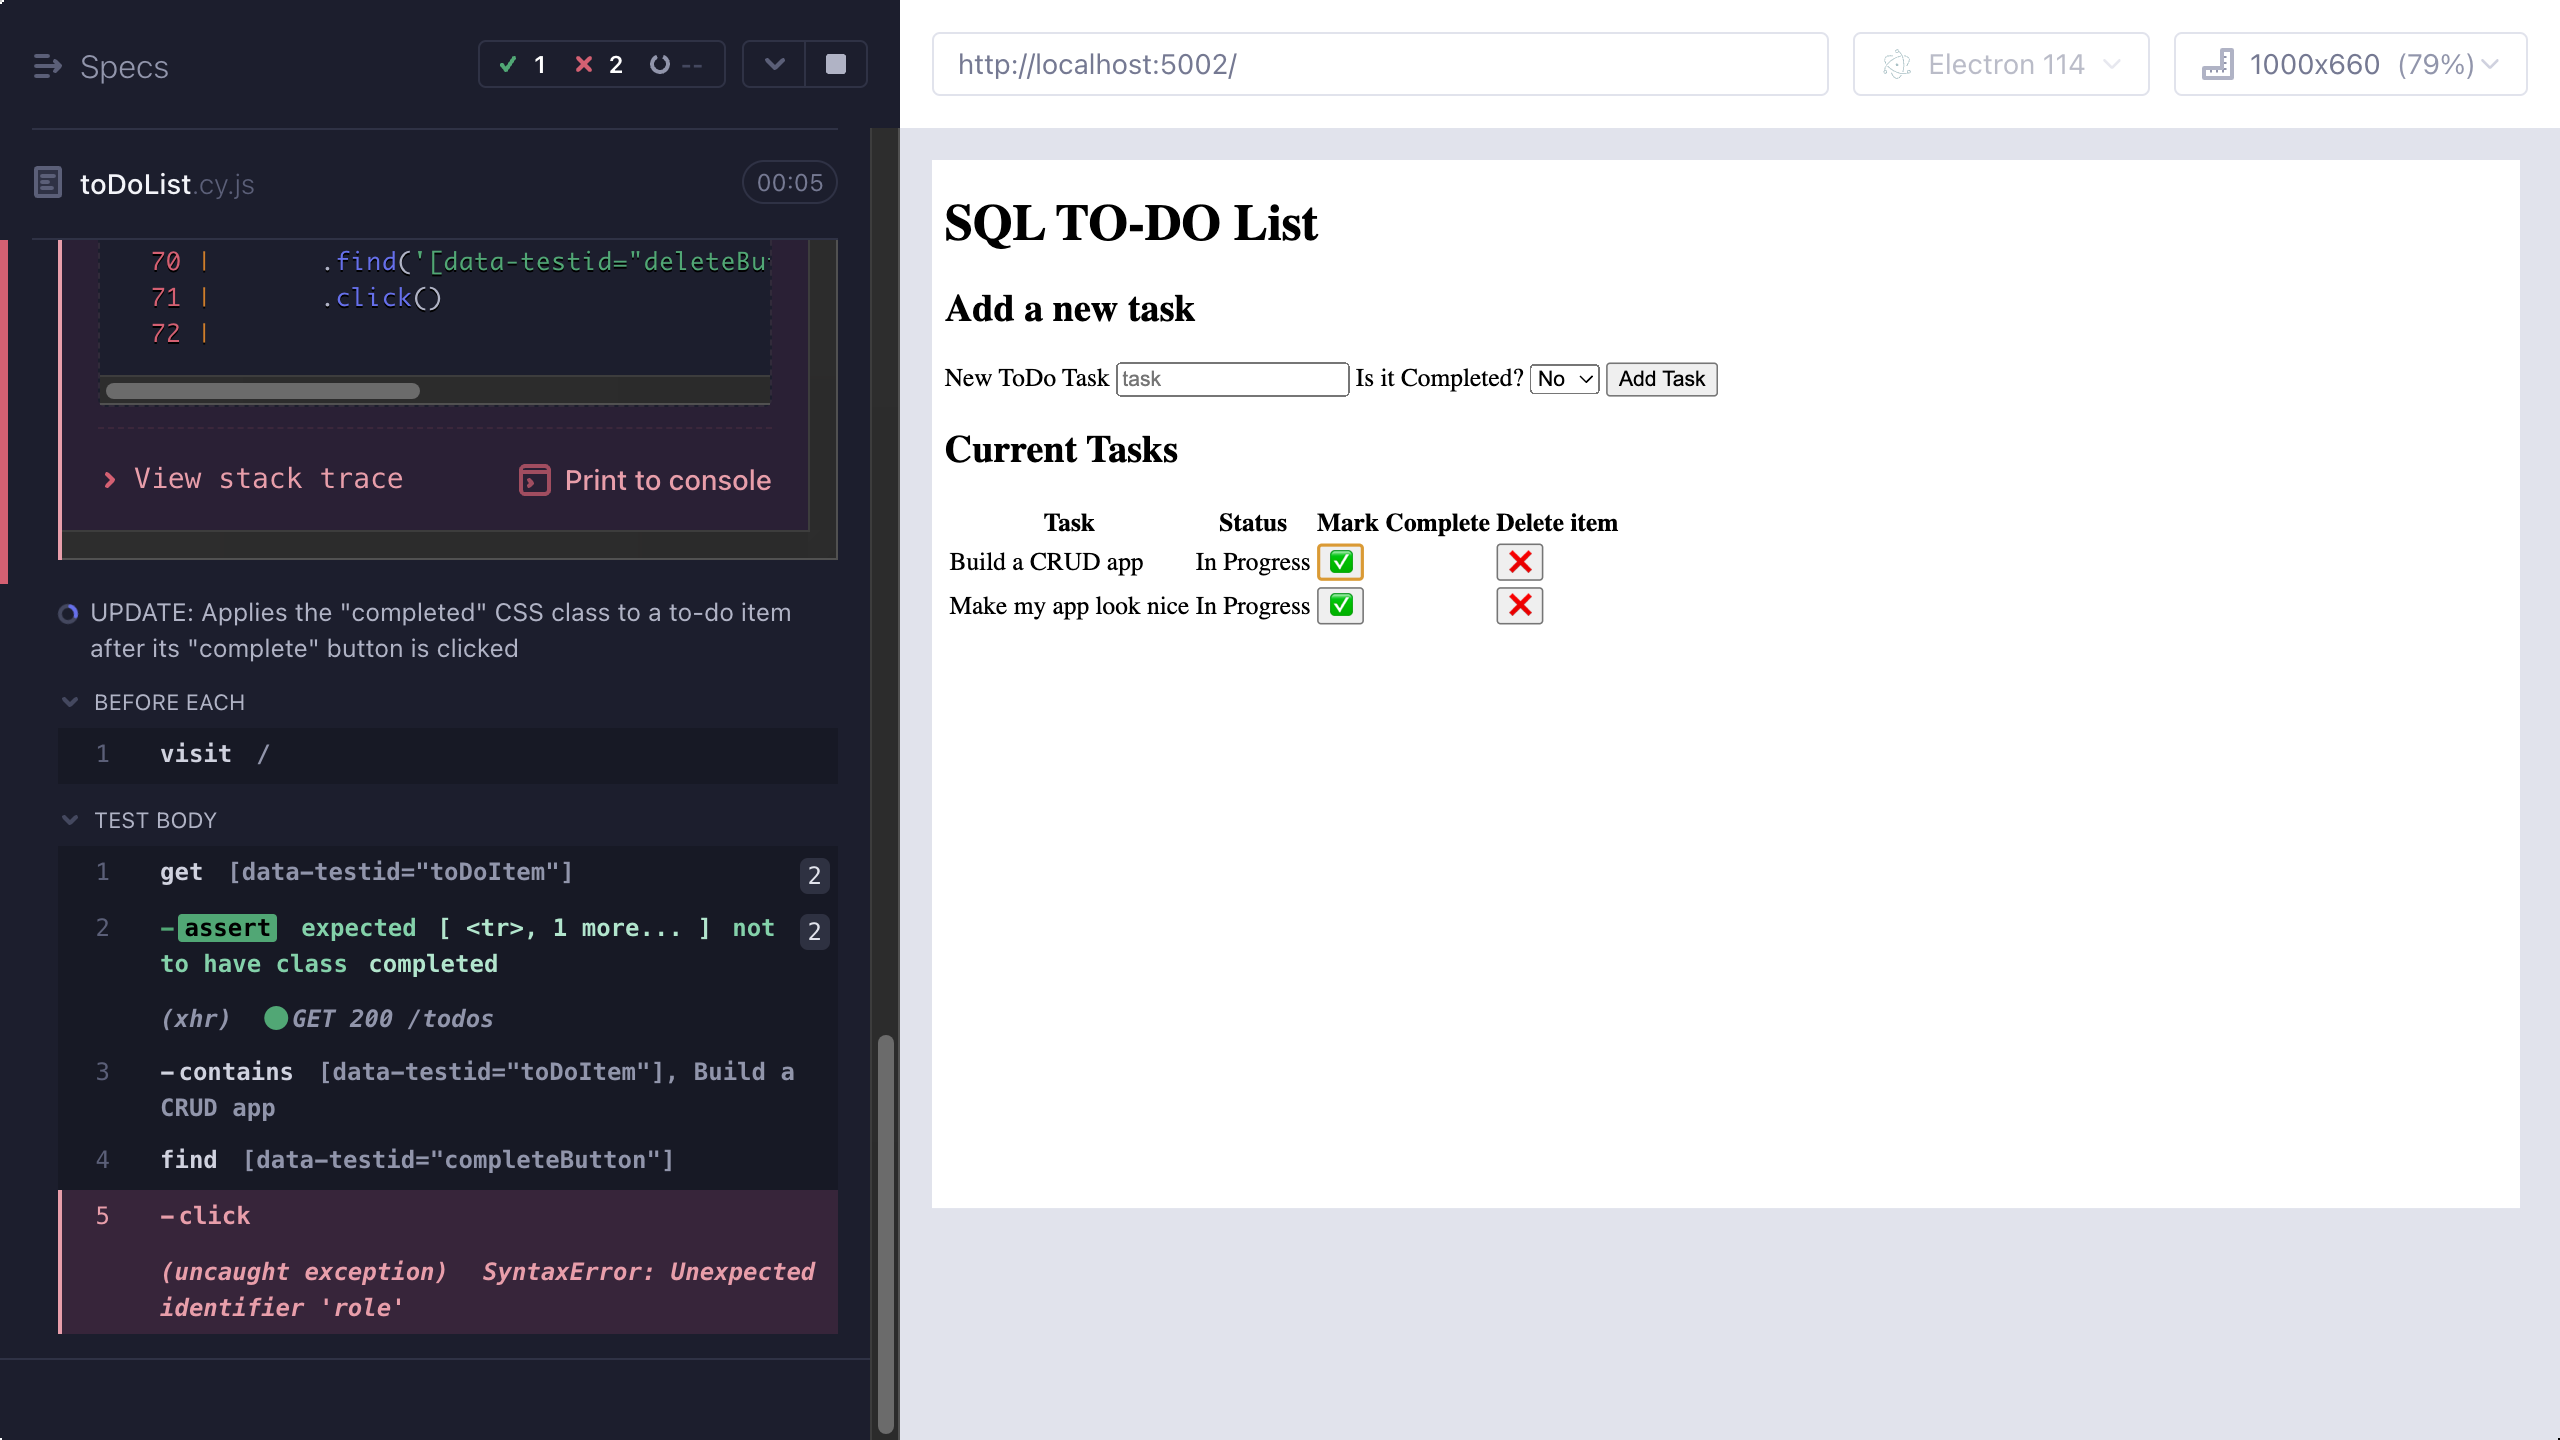 Specs
1 2 --
toDoList.cy.js 00:05
70 | .find('[data-testid="deleteBu
71 | .click()
72 |
View stack trace Print to console
UPDATE: Applies the "completed" CSS class to a to-do item
after its "complete" button is clicked
BEFORE EACH
1 visit /
TEST BODY
1 get [data-testid="toDoItem"] 2
2 -assert expected [ <tr>, 1 more... ] not 2
to have class completed
(xhr) GET 200 /todos
3 -contains [data-testid="toDoItem"], Build a
CRUD app
4 find [data-testid="completeButton"]
5 -click
(uncaught exception) SyntaxError: Unexpected
identifier 'role'
http://localhost:5002/ Electron 114 1000x660 (79%)
SQL TO-DO List
Add a new task
New ToDo Task task Is it Completed? No Add Task
Current Tasks
Task Status Mark Complete Delete item
Build a CRUD app In Progress ✅ ❌
Make my app look nice In Progress ✅ ❌